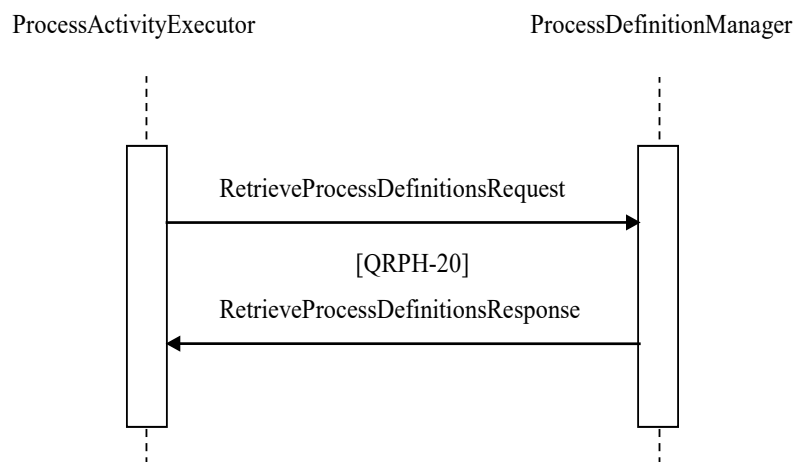 ProcessActivityExecutor
ProcessDefinitionManager
RetrieveProcessDefinitionsRequest
[QRPH-20]
RetrieveProcessDefinitionsResponse